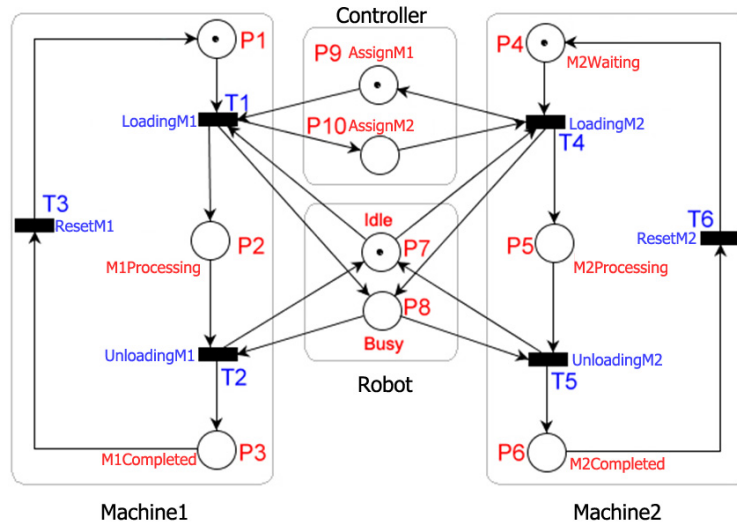 Controller
P1
P9 AssignM1
P4
M2Waiting
T1
LoadingM1
P10 AssignM2
LoadingM2
T4
T3
ResetM1
Idle
T6
ResetM2
P2
M1Processing
P7
P5
M2Processing
P8
Busy
UnloadingM1
T2
UnloadingM2
T5
Robot
P3
M1Completed
P6
M2Completed
Machine1
Machine2